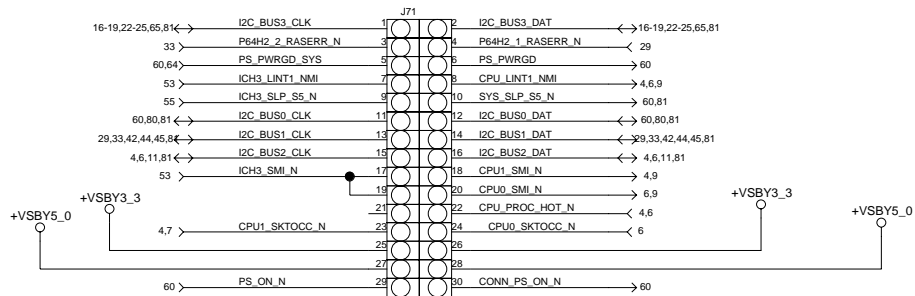 J71
16-19,22-25,65,81 I2C_BUS3_CLK 1 2 I2C_BUS3_DAT 16-19,22-25,65,81
33 P64H2_2_RASERR_N 3 4 P64H2_1_RASERR_N 29
60,64 PS_PWRGD_SYS 5 6 PS_PWRGD 60
53 ICH3_LINT1_NMI 7 8 CPU_LINT1_NMI 4,6,9
55 ICH3_SLP_S5_N 9 10 SYS_SLP_S5_N 60,81
60,80,81 I2C_BUS0_CLK 11 12 I2C_BUS0_DAT 60,80,81
29,33,42,44,45,81 I2C_BUS1_CLK 13 14 I2C_BUS1_DAT 29,33,42,44,45,81
4,6,11,81 I2C_BUS2_CLK 15 16 I2C_BUS2_DAT 4,6,11,81
53 ICH3_SMI_N 17 18 CPU1_SMI_N 4,9
19 20 CPU0_SMI_N 6,9
+VSBY3_3 +VSBY3_3
21 22 CPU_PROC_HOT_N 4,6
+VSBY5_0 +VSBY5_0
4,7 CPU1_SKTOCC_N 23 24 CPU0_SKTOCC_N 6
25 26
27 28
60 PS_ON_N 29 30 CONN_PS_ON_N 60